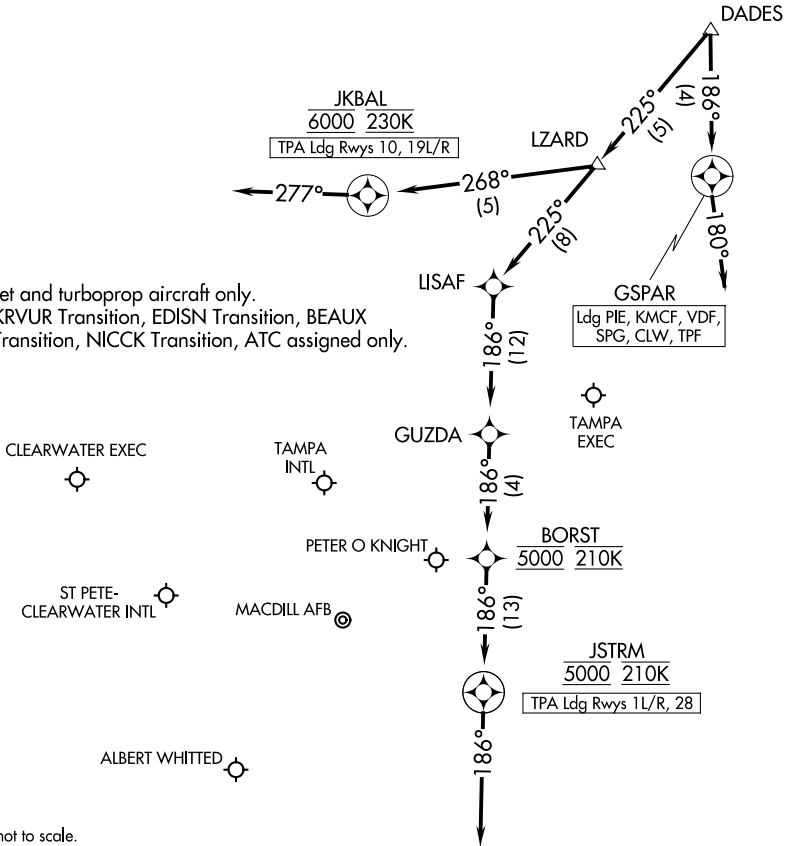 DADES
186°
(4)
225°
(5)
JKBAL
6000 230K
TPA Ldg Rwys 10, 19L/R
LZARD
277°
268°
(5)
225°
(8)
180°
LISAF
GSPAR
Ldg PIE, KMCF, VDF,
SPG, CLW, TPF
et and turboprop aircraft only.
KRVUR Transition, EDISN Transition, BEAUX
ransition, NICCK Transition, ATC assigned only.
186°
(12)
TAMPA
EXEC
GUZDA
CLEARWATER EXEC
TAMPA
INTL
186°
(4)
PETER O KNIGHT
BORST
5000 210K
ST PETE-
CLEARWATER INTL
MACDILL AFB
186°
(13)
JSTRM
5000 210K
TPA Ldg Rwys 1L/R, 28
ALBERT WHITTED
186°
not to scale.